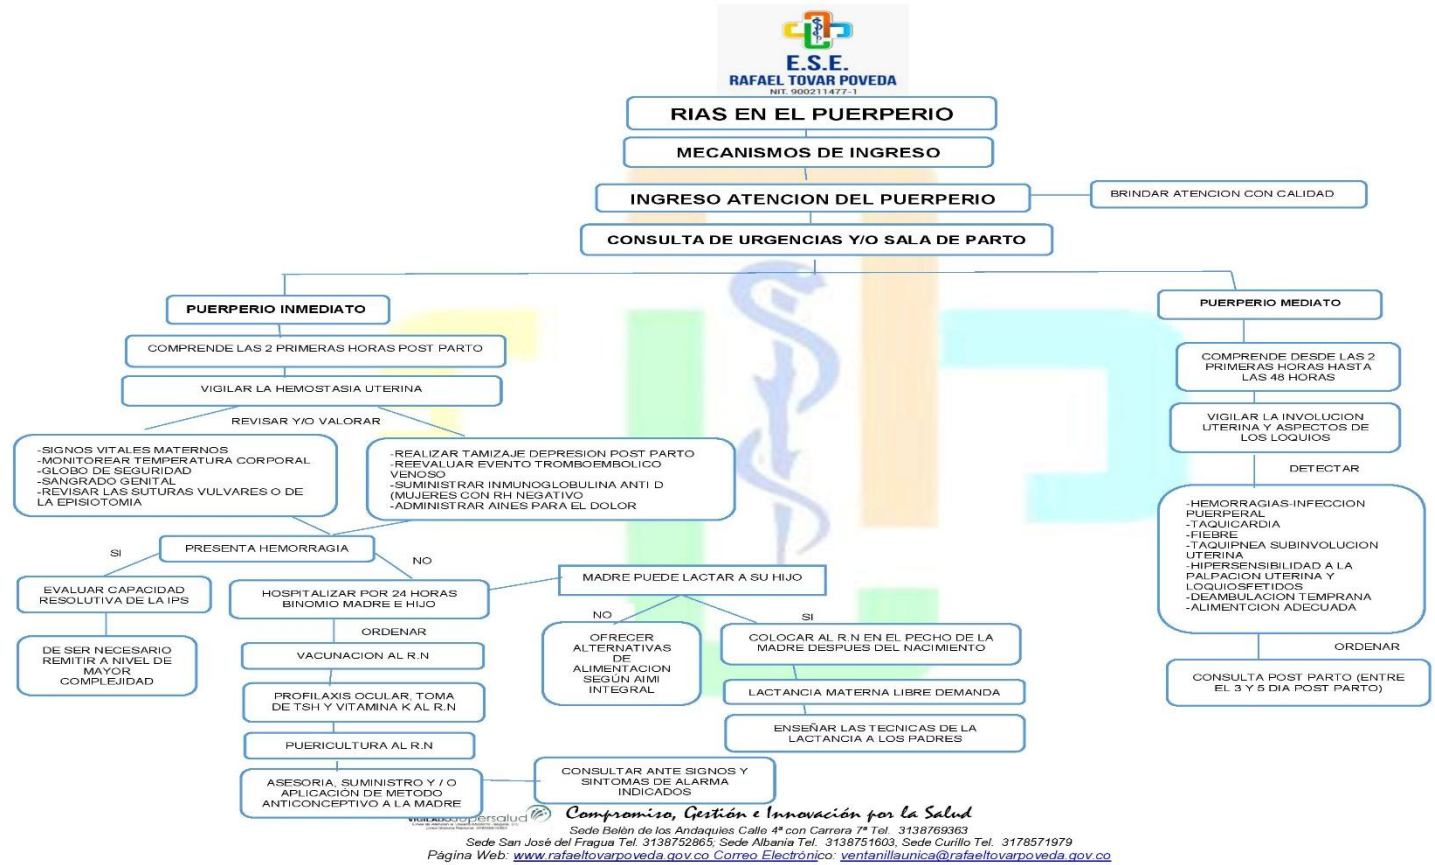 E.S.E.
RAFAEL TOVAR POVEDA
NIT. 900211477-1
RIAS EN EL PUERPERIO
MECANISMOS DE INGRESO
INGRESO ATENCION DEL PUERPERIO
BRINDAR ATENCION CON CALIDAD
CONSULTA DE URGENCIAS Y/O SALA DE PARTO
PUERPERIO INMEDIATO
COMPRENDE LAS 2 PRIMERAS HORAS POST PARTO
VIGILAR LA HEMOSTASIA UTERINA
REVISAR Y/O VALORAR
-SIGNOS VITALES MATERNOS
-MONITOREAR TEMPERATURA CORPORAL
-GLOBO DE SEGURIDAD
-SANGRADO GENITAL
-REVISAR LAS SUTURAS VULVARES O DE
LA EPISIOTOMIA
-REALIZAR TAMIZAJE DEPRESION POST PARTO
-REEVALUAR EVENTO TROMBOEMBOLICO
VENOSO
-SUMINISTRAR INMUNOGLOBULINA ANTI D
(MUJERES CON RH NEGATIVO
-ADMINISTRAR AINES PARA EL DOLOR
PRESENTA HEMORRAGIA
SI
NO
EVALUAR CAPACIDAD
RESOLUTIVA DE LA IPS
DE SER NECESARIO
REMITIR A NIVEL DE
MAYOR
COMPLEJIDAD
HOSPITALIZAR POR 24 HORAS
BINOMIO MADRE E HIJO
ORDENAR
VACUNACION AL R.N
PROFILAXIS OCULAR, TOMA
DE TSH Y VITAMINA K AL R.N
PUERICULTURA AL R.N
ASESORIA, SUMINISTRO Y / O
APLICACIÓN DE METODO
ANTICONCEPTIVO A LA MADRE
CONSULTAR ANTE SIGNOS Y
SINTOMAS DE ALARMA
INDICADOS
MADRE PUEDE LACTAR A SU HIJO
NO
SI
OFRECER
ALTERNATIVAS
DE
ALIMENTACION
SEGÚN AIMI
INTEGRAL
COLOCAR AL R.N EN EL PECHO DE LA
MADRE DESPUES DEL NACIMIENTO
LACTANCIA MATERNA LIBRE DEMANDA
ENSEÑAR LAS TECNICAS DE LA
LACTANCIA A LOS PADRES
PUERPERIO MEDIATO
COMPRENDE DESDE LAS 2
PRIMERAS HORAS HASTA
LAS 48 HORAS
VIGILAR LA INVOLUCION
UTERINA Y ASPECTOS DE
LOS LOQUIOS
DETECTAR
-HEMORRAGIAS-INFECCION
PUERPERAL
-TAQUICARDIA
-FIEBRE
-TAQUIPNEA SUBINVOLUCION
UTERINA
-HIPERSENSIBILIDAD A LA
PALPACION UTERINA Y
LOQUIOSFETIDOS
-DEAMBULACION TEMPRANA
-ALIMENTCION ADECUADA
ORDENAR
CONSULTA POST PARTO (ENTRE
EL 3 Y 5 DIA POST PARTO)
VIGILADO Supersalud
Compromiso, Gestión e Innovación por la Salud
Sede Belén de los Andaquies Calle 4ª con Carrera 7ª Tel. 3138769363
Sede San José del Fragua Tel. 3138752865; Sede Albania Tel. 3138751603, Sede Curillo Tel. 3178571979
Página Web: www.rafaeltovarpoveda.gov.co Correo Electrónico: ventanillaunica@rafaeltovarpoveda.gov.co